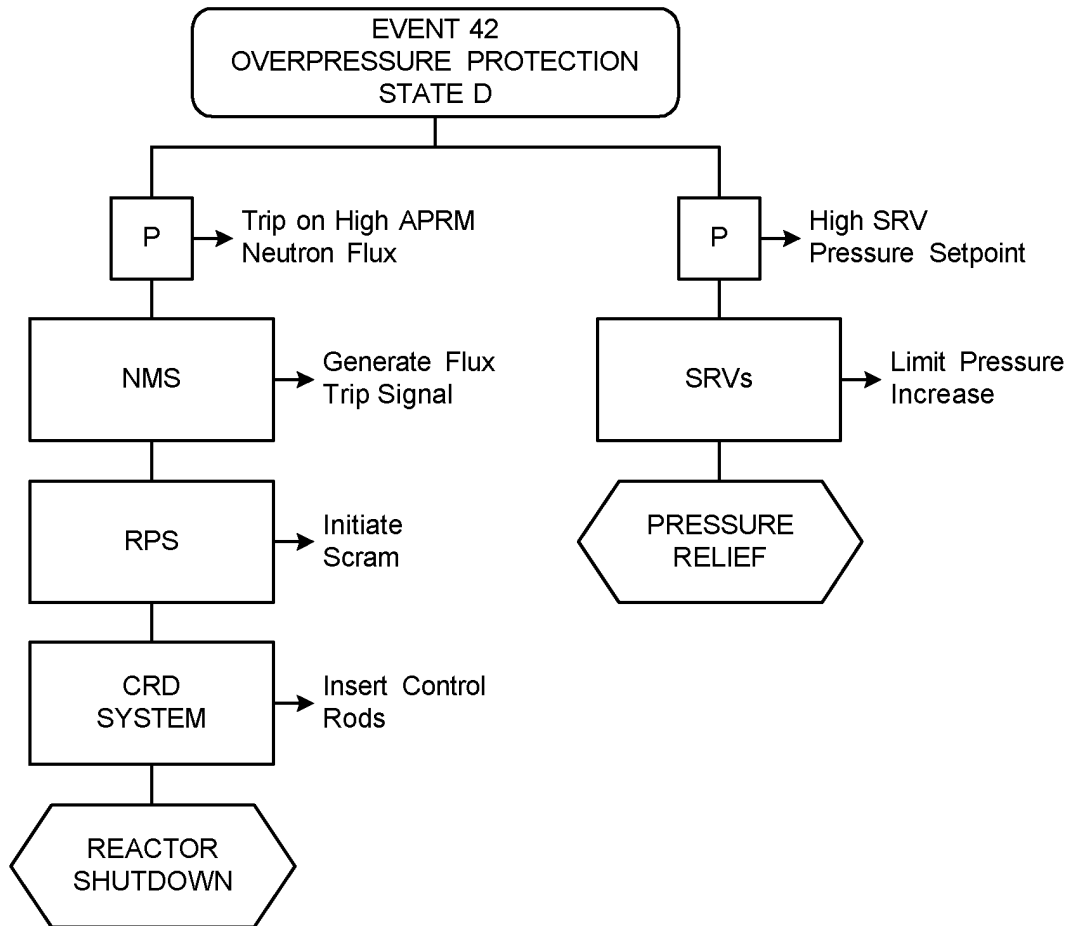 EVENT 42
OVERPRESSURE PROTECTION
STATE D
P
Trip on High APRM
Neutron Flux
P
High SRV
Pressure Setpoint
NMS
Generate Flux
Trip Signal
SRVs
Limit Pressure
Increase
RPS
Initiate
Scram
PRESSURE
RELIEF
CRD
SYSTEM
Insert Control
Rods
REACTOR
SHUTDOWN